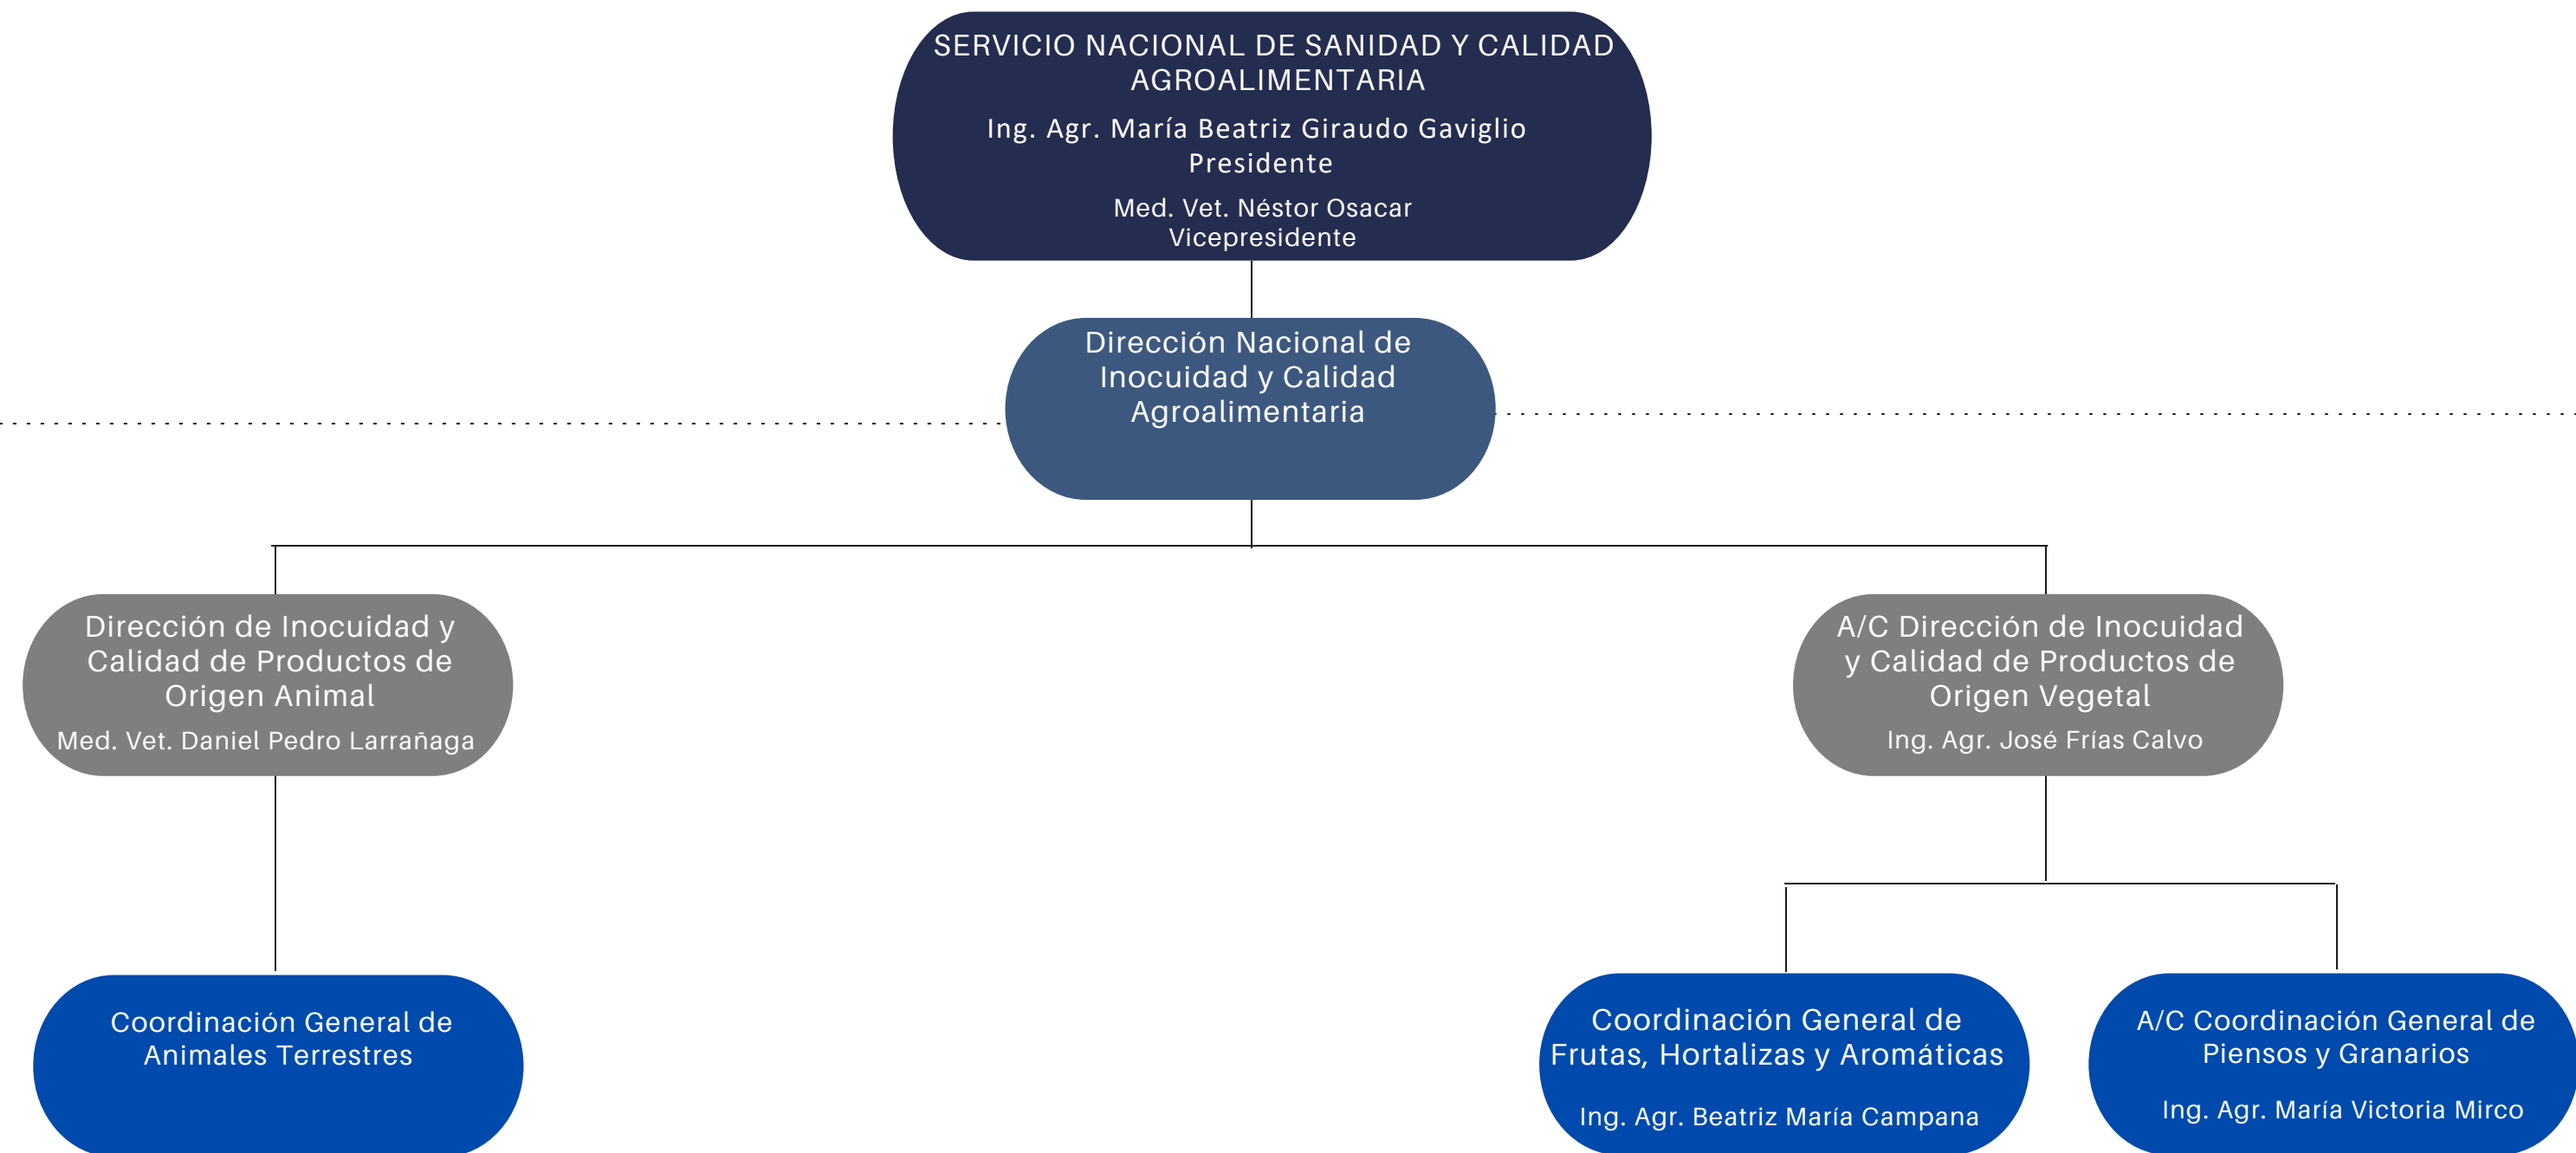 SERVICIO NACIONAL DE SANIDAD Y CALIDAD
AGROALIMENTARIA
Ing. Agr. María Beatriz Giraudo Gaviglio
Presidente
Med. Vet. Néstor Osacar
Vicepresidente
Dirección Nacional de
Inocuidad y Calidad
Agroalimentaria
Dirección de Inocuidad y
Calidad de Productos de
Origen Animal
Med. Vet. Daniel Pedro Larrañaga
A/C Dirección de Inocuidad
y Calidad de Productos de
Origen Vegetal
Ing. Agr. José Frías Calvo
Coordinación General de
Animales Terrestres
Coordinación General de
Frutas, Hortalizas y Aromáticas
Ing. Agr. Beatriz María Campana
A/C Coordinación General de
Piensos y Granarios
Ing. Agr. María Victoria Mirco